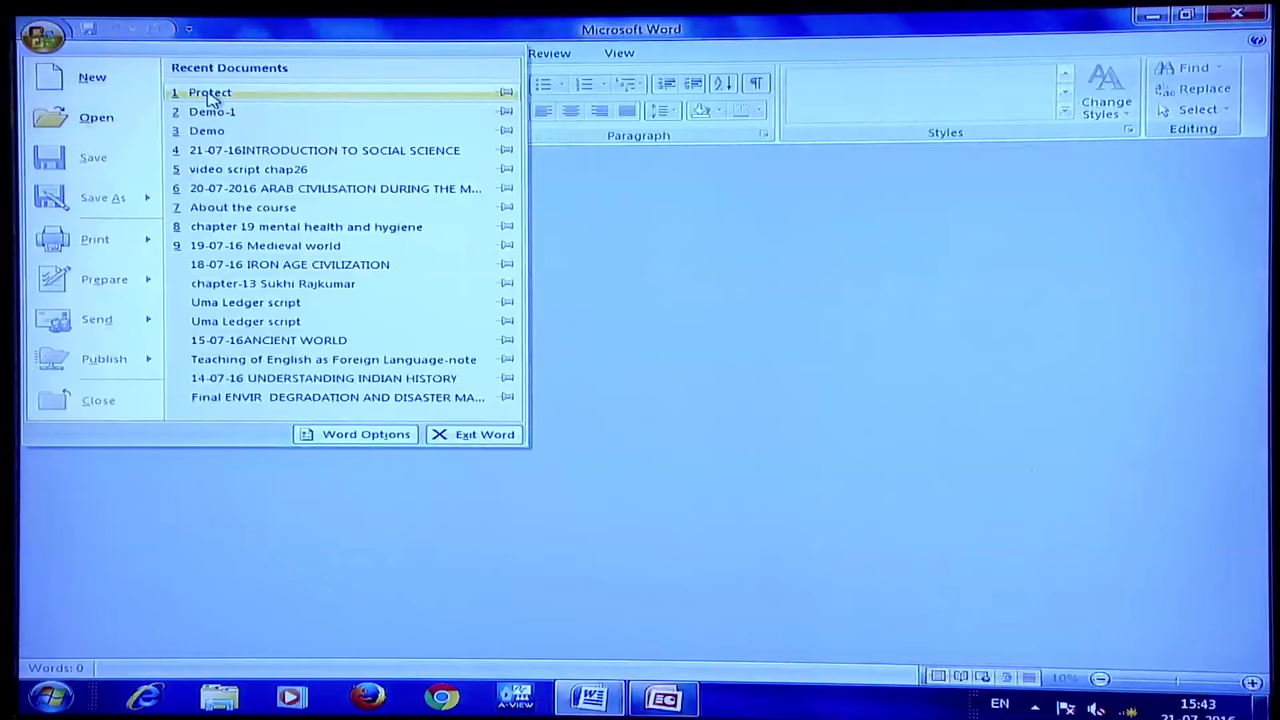 Microsoft Word
Review View
New
Open
Save
Save As
Print
Prepare
Send
Publish
Close
Recent Documents
1 Protect
2 Demo-1
3 Demo
4 21-07-16INTRODUCTION TO SOCIAL SCIENCE
5 video script chap26
6 20-07-2016 ARAB CIVILISATION DURING THE M...
7 About the course
8 chapter 19 mental health and hygiene
9 19-07-16 Medieval world
18-07-16 IRON AGE CIVILIZATION
chapter-13 Sukhi Rajkumar
Uma Ledger script
Uma Ledger script
15-07-16ANCIENT WORLD
Teaching of English as Foreign Language-note
14-07-16 UNDERSTANDING INDIAN HISTORY
Final ENVIR DEGRADATION AND DISASTER MA...
Word Options Exit Word
Paragraph
Change
Styles
Styles
Find
Replace
Select
Editing
Words: 0
10%
A-VIEW
EN
15:43
21-07-2016